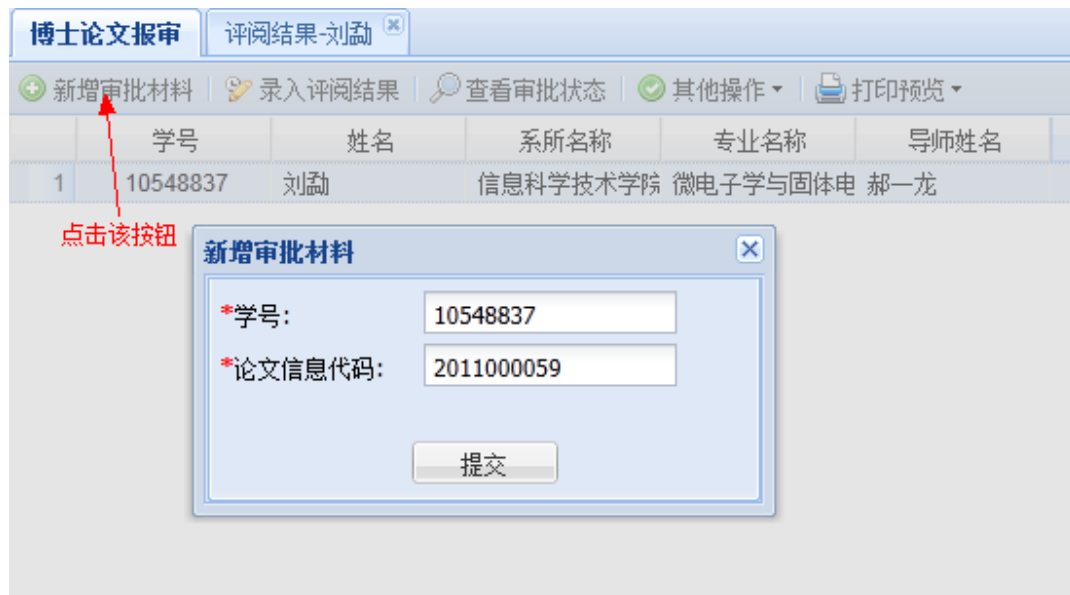 博士论文报审 评阅结果-刘勐
新增审批材料 录入评阅结果 查看审批状态 其他操作 打印预览
学号 姓名 系所名称 专业名称 导师姓名
1 10548837 刘勐 信息科学技术学院 微电子学与固体电 郝一龙
点击该按钮
新增审批材料
*学号: 10548837
*论文信息代码: 2011000059
提交